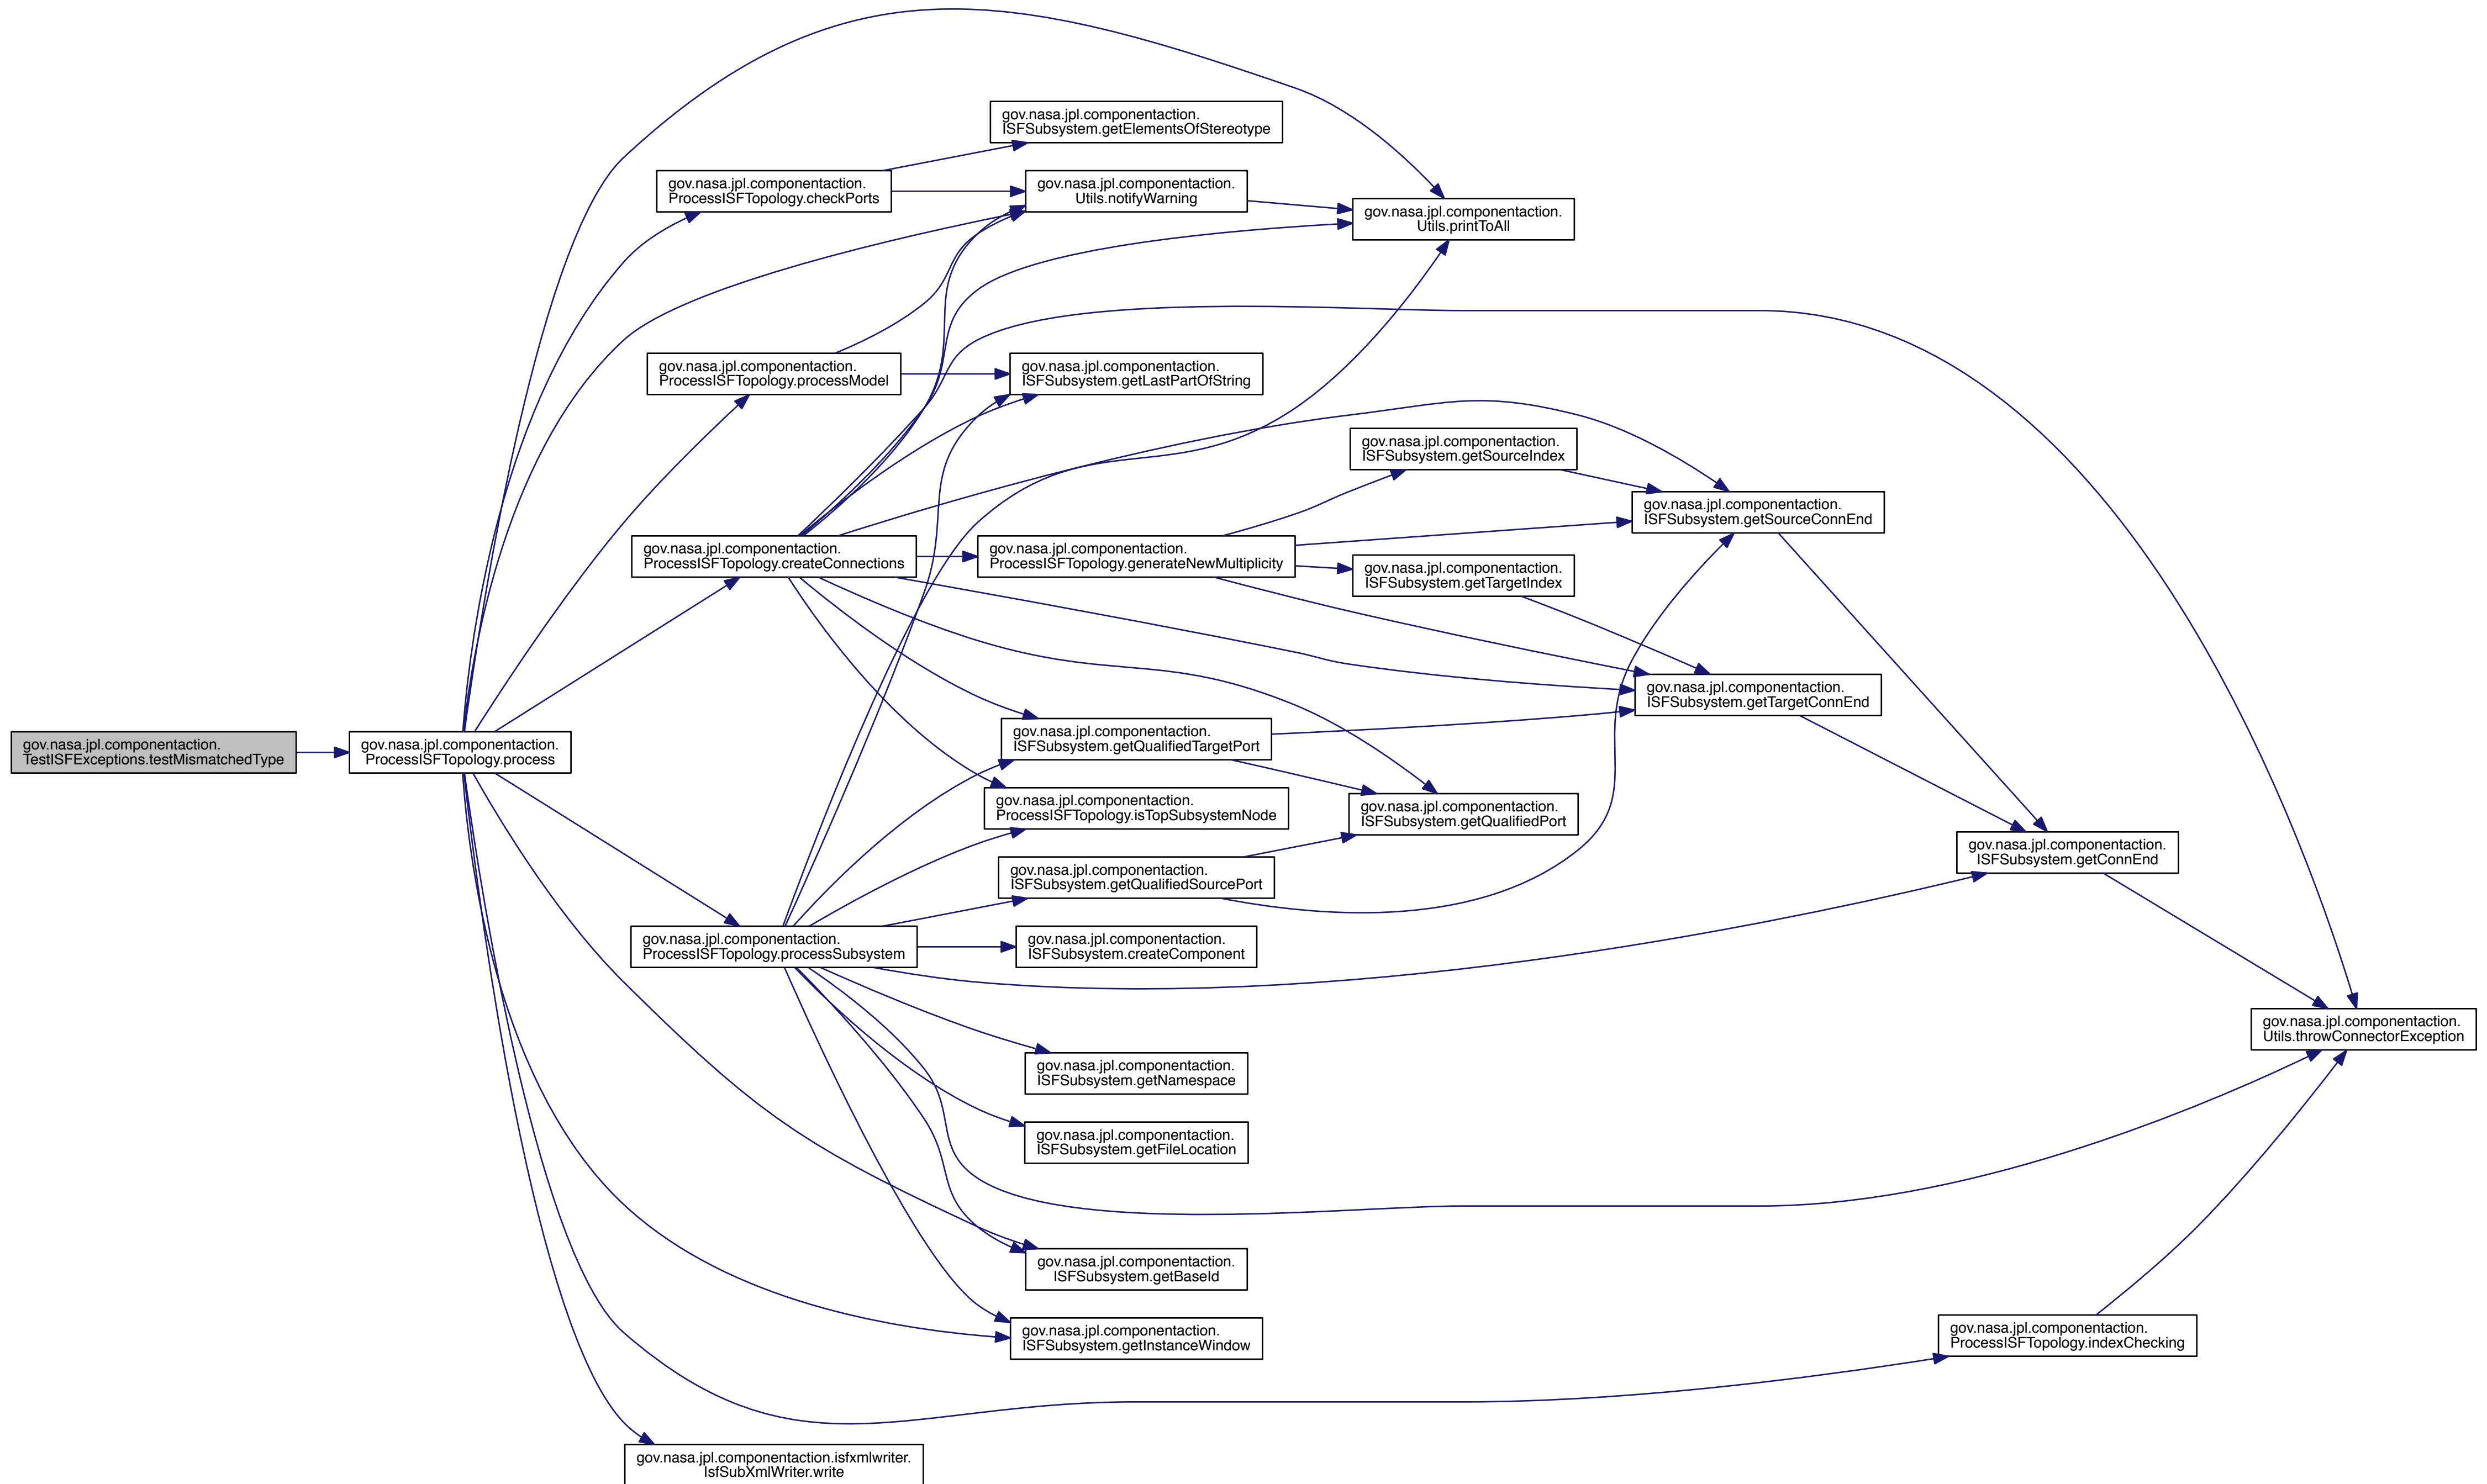 gov.nasa.jpl.componentaction.
ISFSubsystem.getElementsOfStereotype
gov.nasa.jpl.componentaction.
ProcessISFTopology.checkPorts
gov.nasa.jpl.componentaction.
Utils.notifyWarning
gov.nasa.jpl.componentaction.
Utils.printToAll
gov.nasa.jpl.componentaction.
ProcessISFTopology.processModel
gov.nasa.jpl.componentaction.
ISFSubsystem.getLastPartOfString
gov.nasa.jpl.componentaction.
ISFSubsystem.getSourceIndex
gov.nasa.jpl.componentaction.
ISFSubsystem.getSourceConnEnd
gov.nasa.jpl.componentaction.
ProcessISFTopology.createConnections
gov.nasa.jpl.componentaction.
ProcessISFTopology.generateNewMultiplicity
gov.nasa.jpl.componentaction.
ISFSubsystem.getTargetIndex
gov.nasa.jpl.componentaction.
ISFSubsystem.getTargetConnEnd
gov.nasa.jpl.componentaction.
TestISFExceptions.testMismatchedType
gov.nasa.jpl.componentaction.
ProcessISFTopology.process
gov.nasa.jpl.componentaction.
ISFSubsystem.getQualifiedTargetPort
gov.nasa.jpl.componentaction.
ProcessISFTopology.isTopSubsystemNode
gov.nasa.jpl.componentaction.
ISFSubsystem.getQualifiedPort
gov.nasa.jpl.componentaction.
ISFSubsystem.getConnEnd
gov.nasa.jpl.componentaction.
ISFSubsystem.getQualifiedSourcePort
gov.nasa.jpl.componentaction.
ProcessISFTopology.processSubsystem
gov.nasa.jpl.componentaction.
ISFSubsystem.createComponent
gov.nasa.jpl.componentaction.
Utils.throwConnectorException
gov.nasa.jpl.componentaction.
ISFSubsystem.getNamespace
gov.nasa.jpl.componentaction.
ISFSubsystem.getFileLocation
gov.nasa.jpl.componentaction.
ISFSubsystem.getBaseId
gov.nasa.jpl.componentaction.
ISFSubsystem.getInstanceWindow
gov.nasa.jpl.componentaction.
ProcessISFTopology.indexChecking
gov.nasa.jpl.componentaction.isfxmlwriter.
IsfSubXmlWriter.write